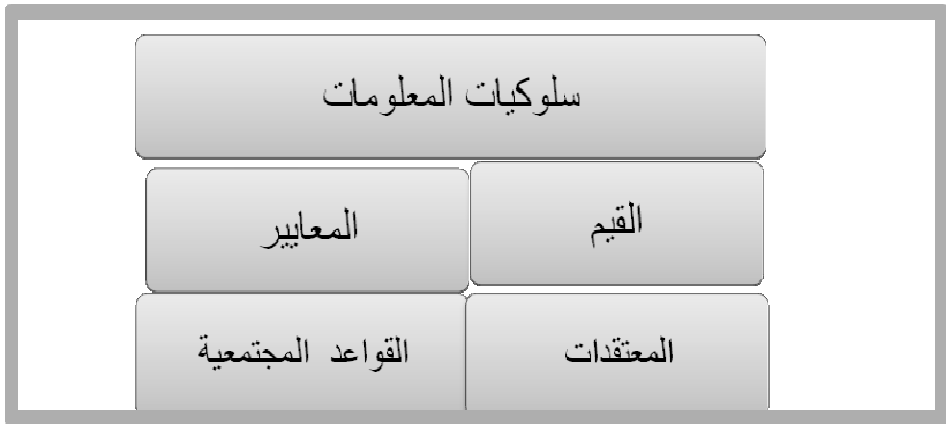 سلوكيات المعلومات
القيم
المعايير
المعتقدات
القواعد المجتمعية